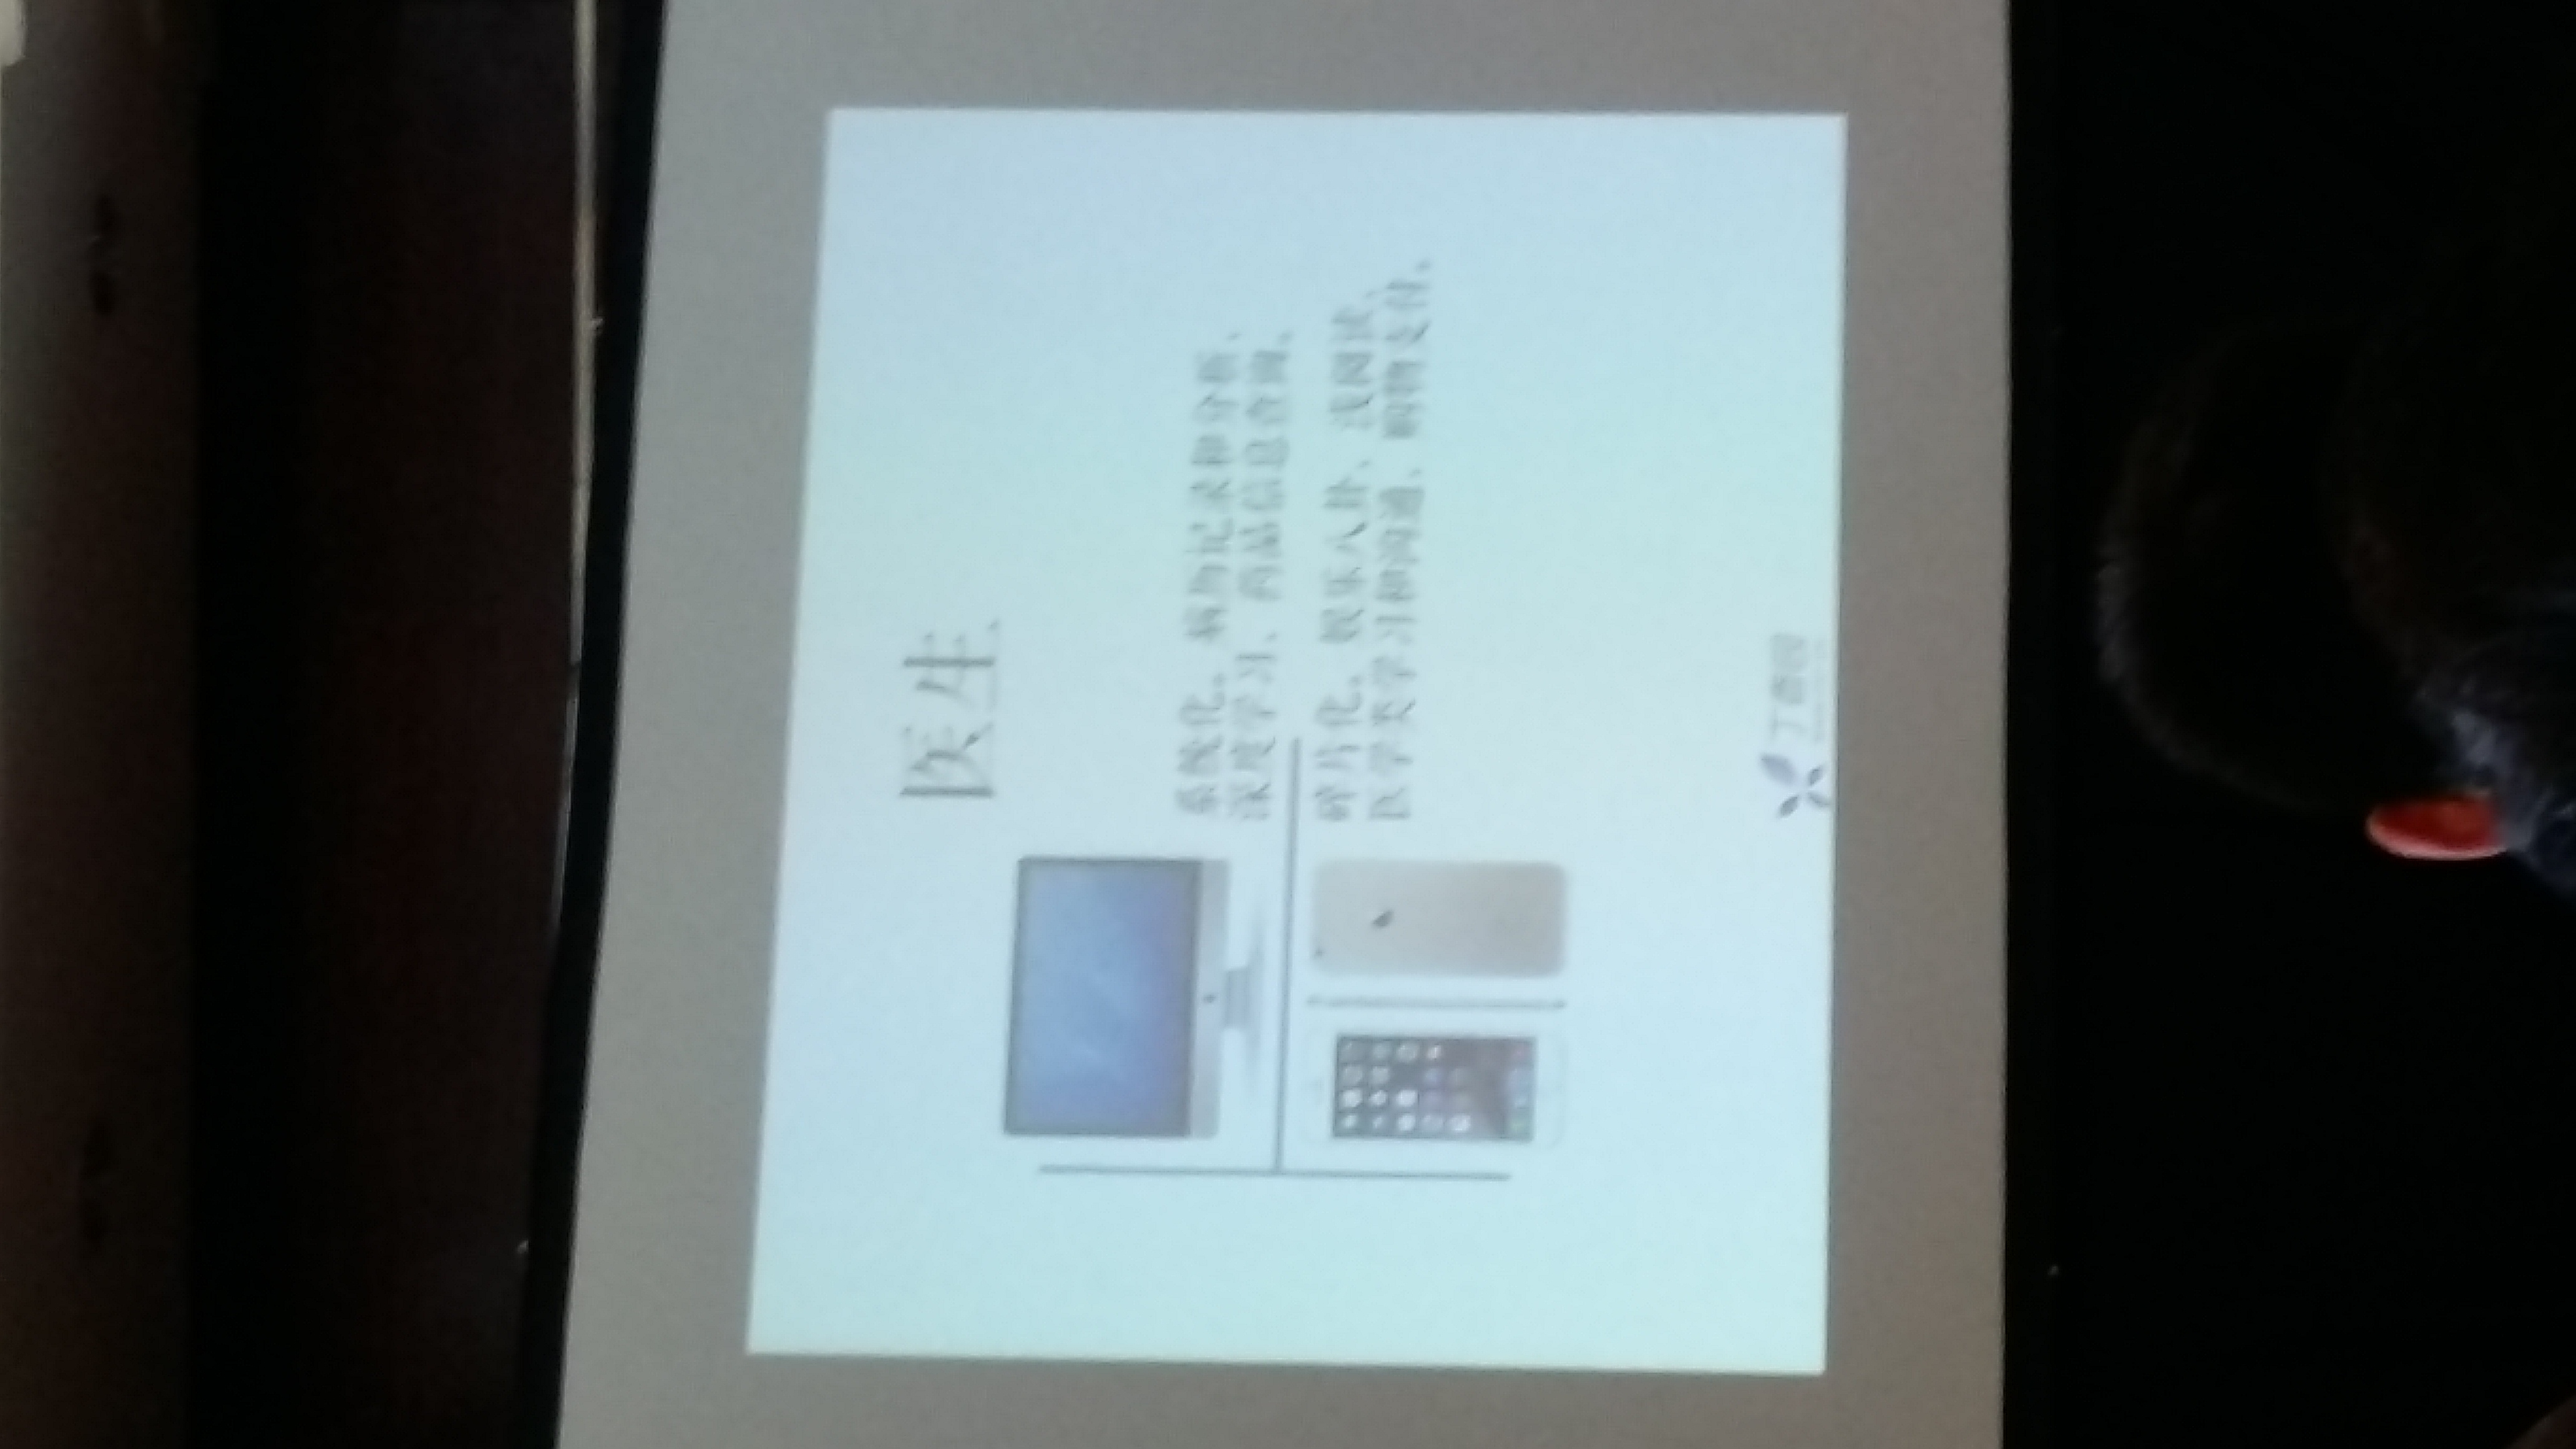 医生
系统化。病历记录和分析、
深度学习、药品信息查询。
碎片化。娱乐八卦、浅阅读、
医学类学习和沟通、购物支付。
丁香园